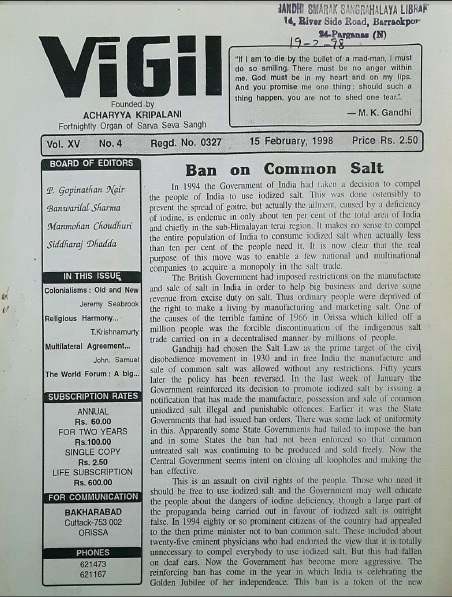 GANDHI SMARAK SANGRAHALAYA LIBRAR
14, River Side Road, Barrackpor
24-Parganas (N)
19-2-98
VIGIL
Founded by
ACHARYYA KRIPALANI
Fortnightly Organ of Sarva Seva Sangh
"If I am to die by the bullet of a mad-man, I must
do so smiling. There must be no anger within
me. God must be in my heart and on my lips.
And you promise me one thing: should such a
thing happen, you are not to shed one tear."
— M. K. Gandhi
Vol. XV No. 4 Regd. No. 0327 15 February, 1998 Price Rs. 2.50
BOARD OF EDITORS
P. Gopinathan Nair
Banwarilal Sharma
Manmohan Choudhuri
Siddharaj Dhadda
IN THIS ISSUE
Colonialisms : Old and New
Jeremy Seabrook
Religious Harmony...
T.Krishnamurty
Multilateral Agreement...
John, Samuel
The World Forum : A big...
SUBSCRIPTION RATES
ANNUAL
Rs. 60.00
FOR TWO YEARS
Rs.100.00
SINGLE COPY
Rs. 2.50
LIFE SUBSCRIPTION
Rs. 600.00
FOR COMMUNICATION
BAKHARABAD
Cuttack-753 002
ORISSA
PHONES
621473
621167
Ban on Common Salt
In 1994 the Government of India had taken a decision to compel
the people of India to use iodized salt. This was done ostensibly to
prevent the spread of goitre, but actually the ailment, caused by a deficiency
of iodine, is endemic in only about ten per cent of the total area of India
and chiefly in the sub-Himalayan terai region. It makes no sense to compel
the entire population of India to consume iodized salt when actually less
than ten per cent of the people need it. It is now clear that the real
purpose of this move was to enable a few national and multinational
companies to acquire a monopoly in the salt trade.
The British Government had imposed restrictions on the manufacture
and sale of salt in India in order to help big business and derive some
revenue from excise duty on salt. Thus ordinary people were deprived of
the right to make a living by manufacturing and marketing salt. One of
the causes of the terrible famine of 1966 in Orissa which killed off a
million people was the forcible discontinuation of the indigenous salt
trade carried on in a decentralised manner by millions of people.
Gandhiji had chosen the Salt Law as the prime target of the civil
disobedience movement in 1930 and in free India the manufacture and
sale of common salt was allowed without any restrictions. Fifty years
later the policy has been reversed. In the last week of January the
Government reinforced its decision to promote iodized salt by issuing a
notification that has made the manufacture, possession and sale of common
uniodized salt illegal and punishable offences. Earlier it was the State
Governments that had issued ban orders. There was some lack of uniformity
in this. Apparently some State Governments had failed to impose the ban
and in some States the ban had not been enforced so that common
untreated salt was continuing to be produced and sold freely. Now the
Central Government seems intent on closing all loopholes and making the
ban effective.
This is an assault on civil rights of the people. Those who need it
should be free to use iodized salt and the Government may well educate
the people about the dangers of iodine deficiency, though a large part of
the propaganda being carried out in favour of iodized salt is outright
false. In 1994 eighty or so prominent citizens of the country had appealed
to the then prime minister not to ban common salt. These included about
twenty-five eminent physicians who had endorsed the view that it is totally
unnecessary to compel everybody to use iodized salt. But this had fallen
on deaf ears. Now the Government has become more aggressive. The
reinforcing ban has come in the year in which India is celebrating the
Golden Jubilee of her independence. This ban is a token of the new